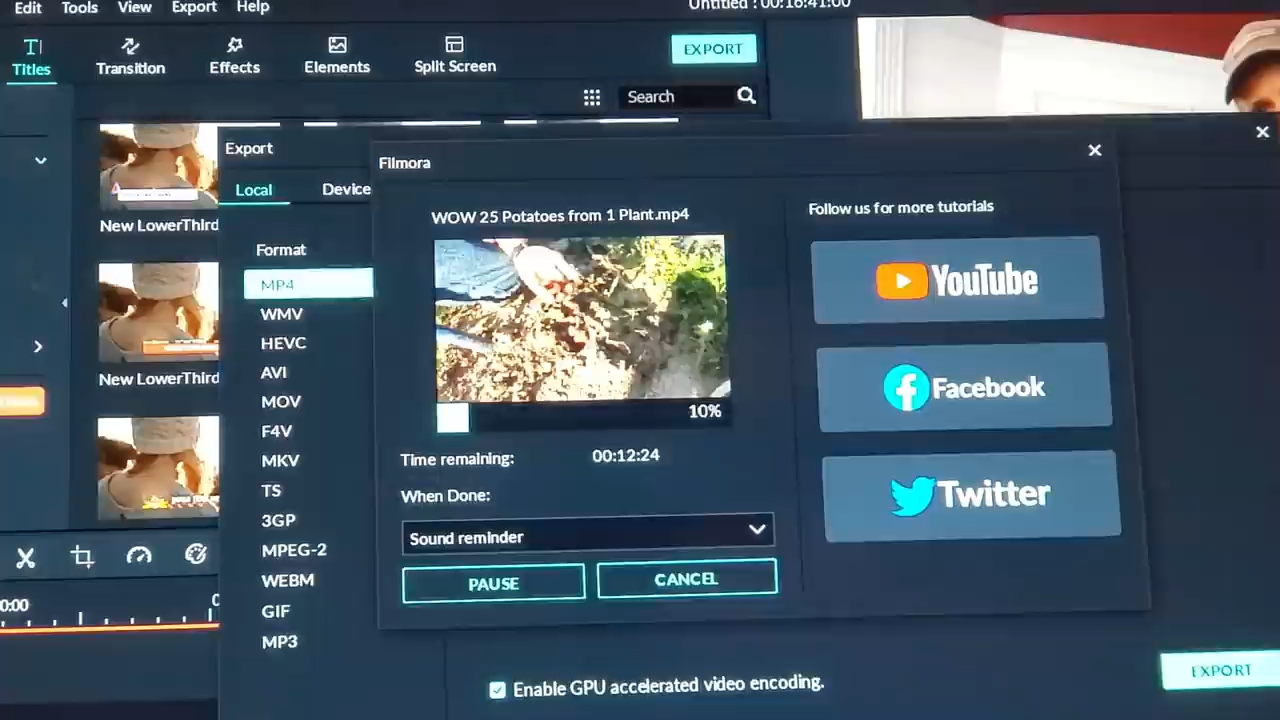 Edit Tools View Export Help
Untitled : 00:16:41:00
Titles Transition Effects Elements Split Screen
EXPORT
Search
Export
Local Device
New LowerThird
New LowerThird
Format
MP4
WMV
HEVC
AVI
MOV
F4V
MKV
TS
3GP
MPEG-2
WEBM
GIF
MP3
Filmora
WOW 25 Potatoes from 1 Plant.mp4
10%
Time remaining: 00:12:24
When Done:
Sound reminder
PAUSE CANCEL
Follow us for more tutorials
YouTube
Facebook
Twitter
0:00
Enable GPU accelerated video encoding.
EXPORT